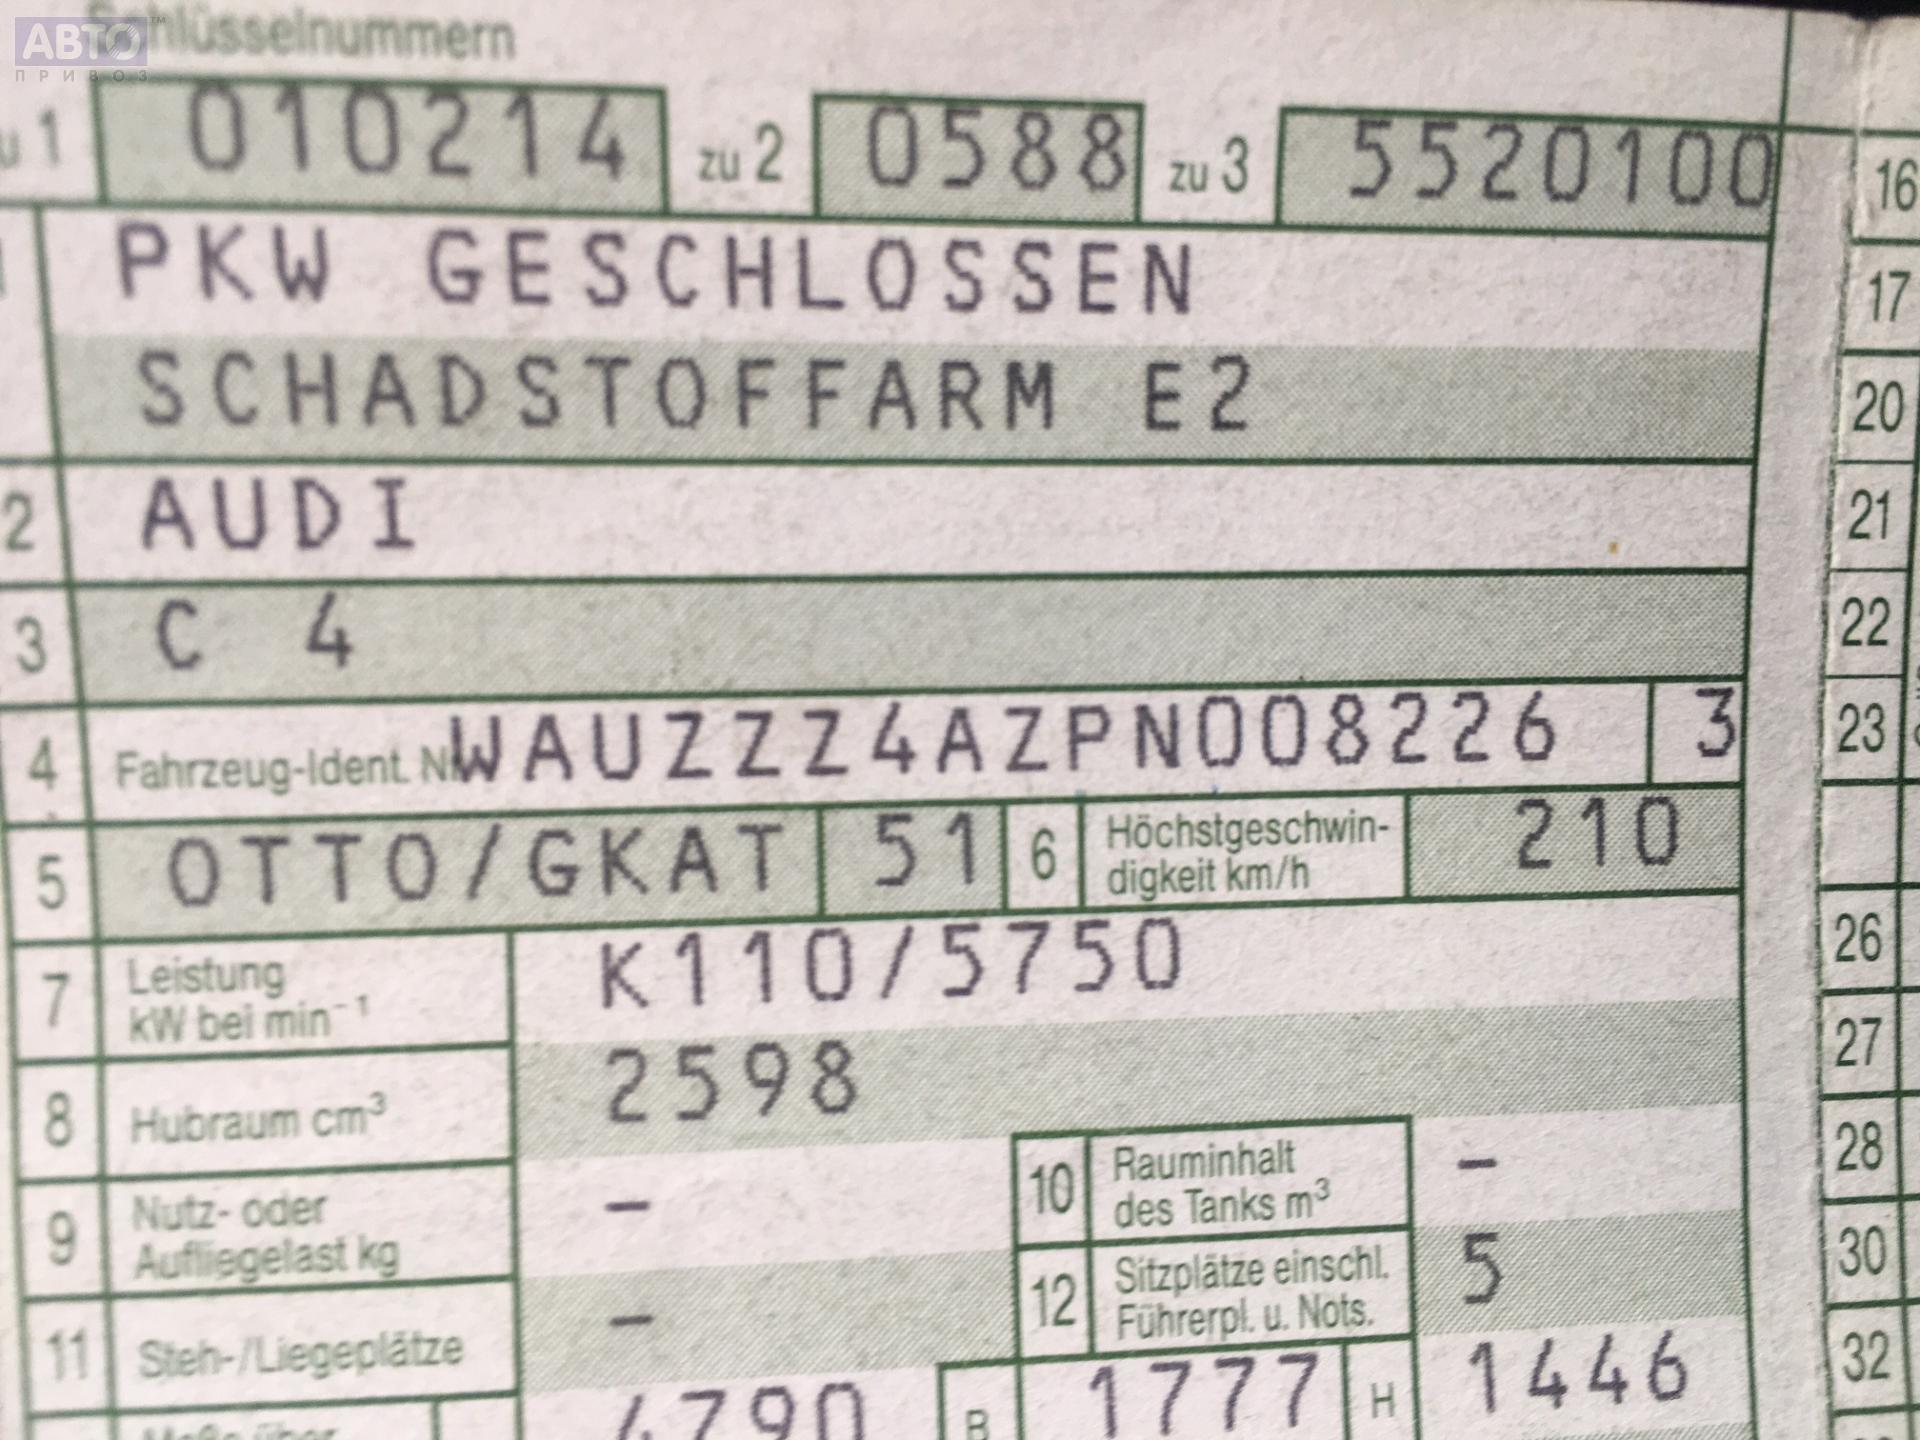 АВТО ПРИВОЗ
Schlüsselnummern
zu 1 010214 zu 2 0588 zu 3 5520100
1 PKW GESCHLOSSEN
SCHADSTOFFARM E2
2 AUDI
3 C 4
4 Fahrzeug-Ident. Nr. WAUZZZ4AZPN008226 3
5 OTTO/GKAT 51 6 Höchstgeschwin-
digkeit km/h 210
7 Leistung
kW bei min⁻¹ K110/5750
8 Hubraum cm³ 2598
9 Nutz- oder
Aufliegelast kg –
10 Rauminhalt
des Tanks m³ –
11 Steh-/Liegeplätze –
12 Sitzplätze einschl.
Führerpl. u. Nots. 5
Maße über 4790 B 1777 H 1446
16
17
20
21
22
23
26
27
28
30
32